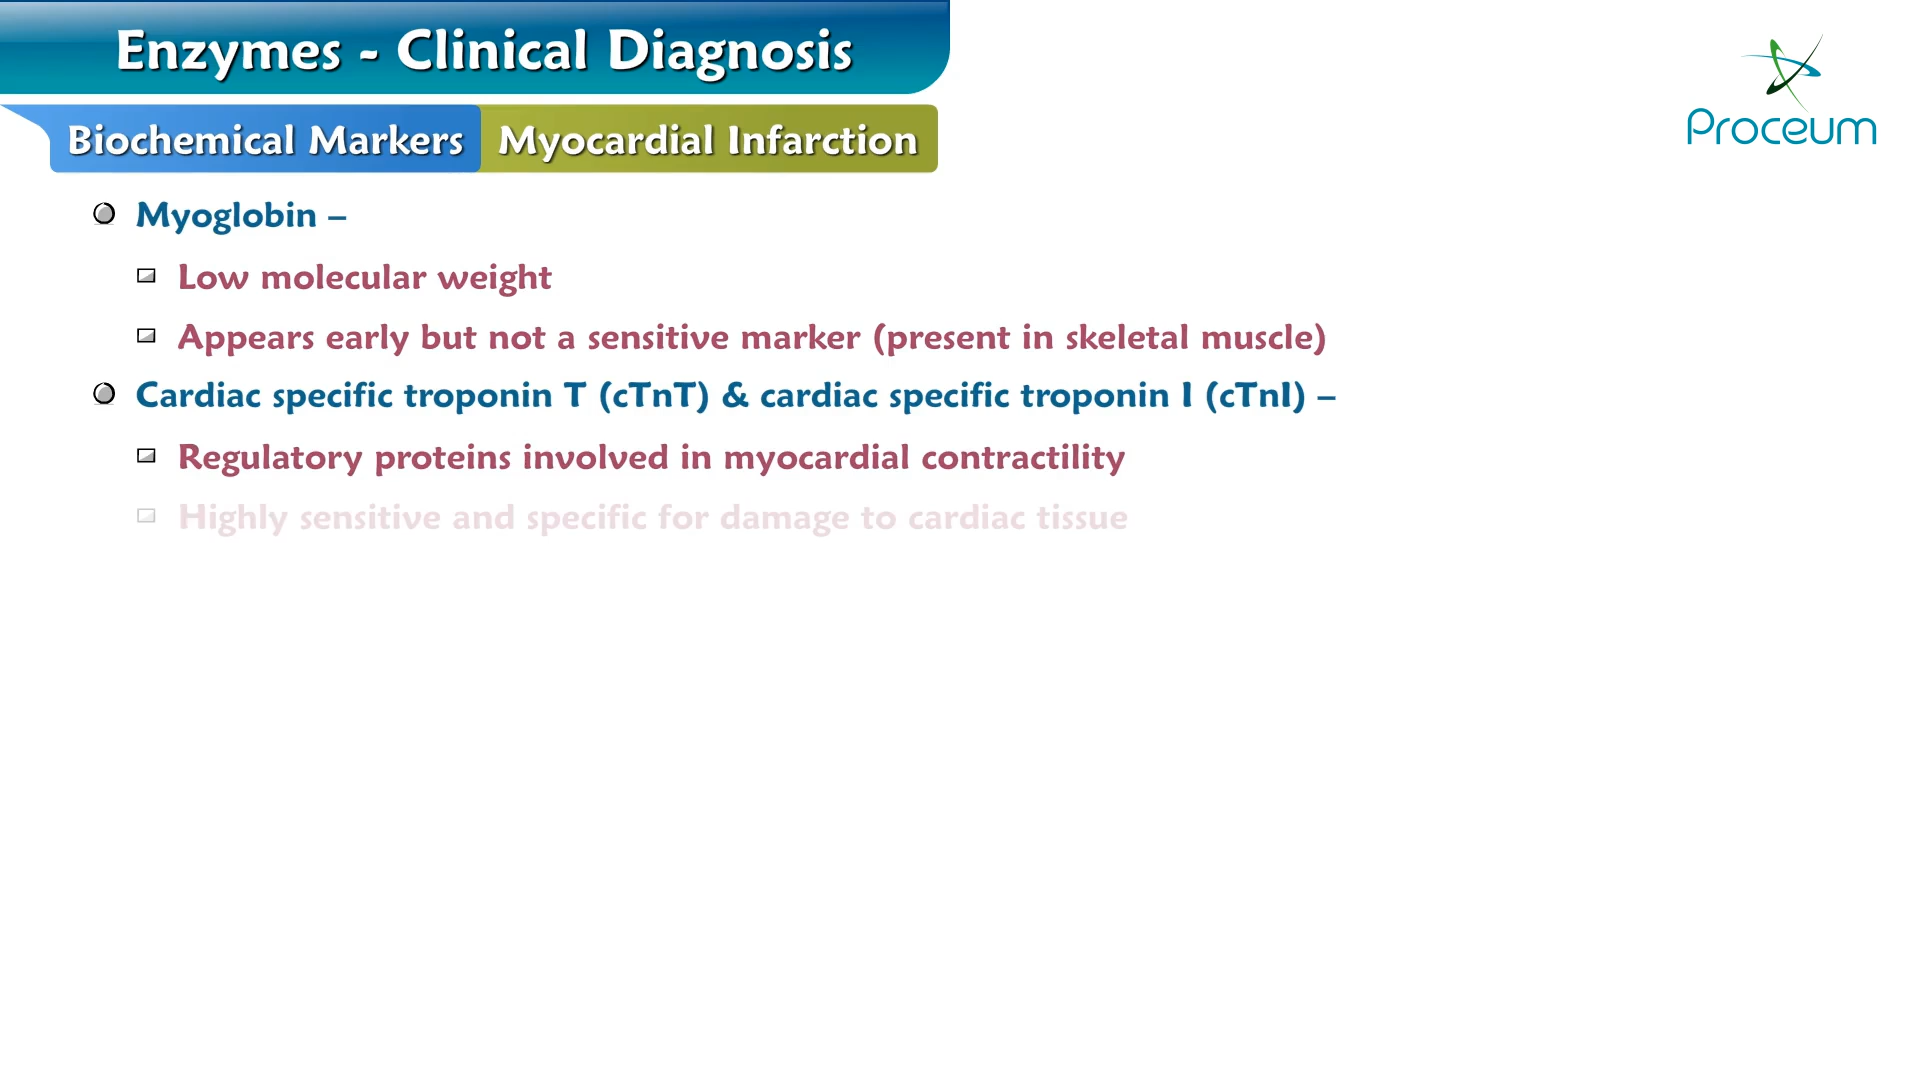 Enzymes - Clinical Diagnosis
Proceum
Biochemical Markers Myocardial Infarction
Myoglobin –
Low molecular weight
Appears early but not a sensitive marker (present in skeletal muscle)
Cardiac specific troponin T (cTnT) & cardiac specific troponin I (cTnI) –
Regulatory proteins involved in myocardial contractility
Highly sensitive and specific for damage to cardiac tissue